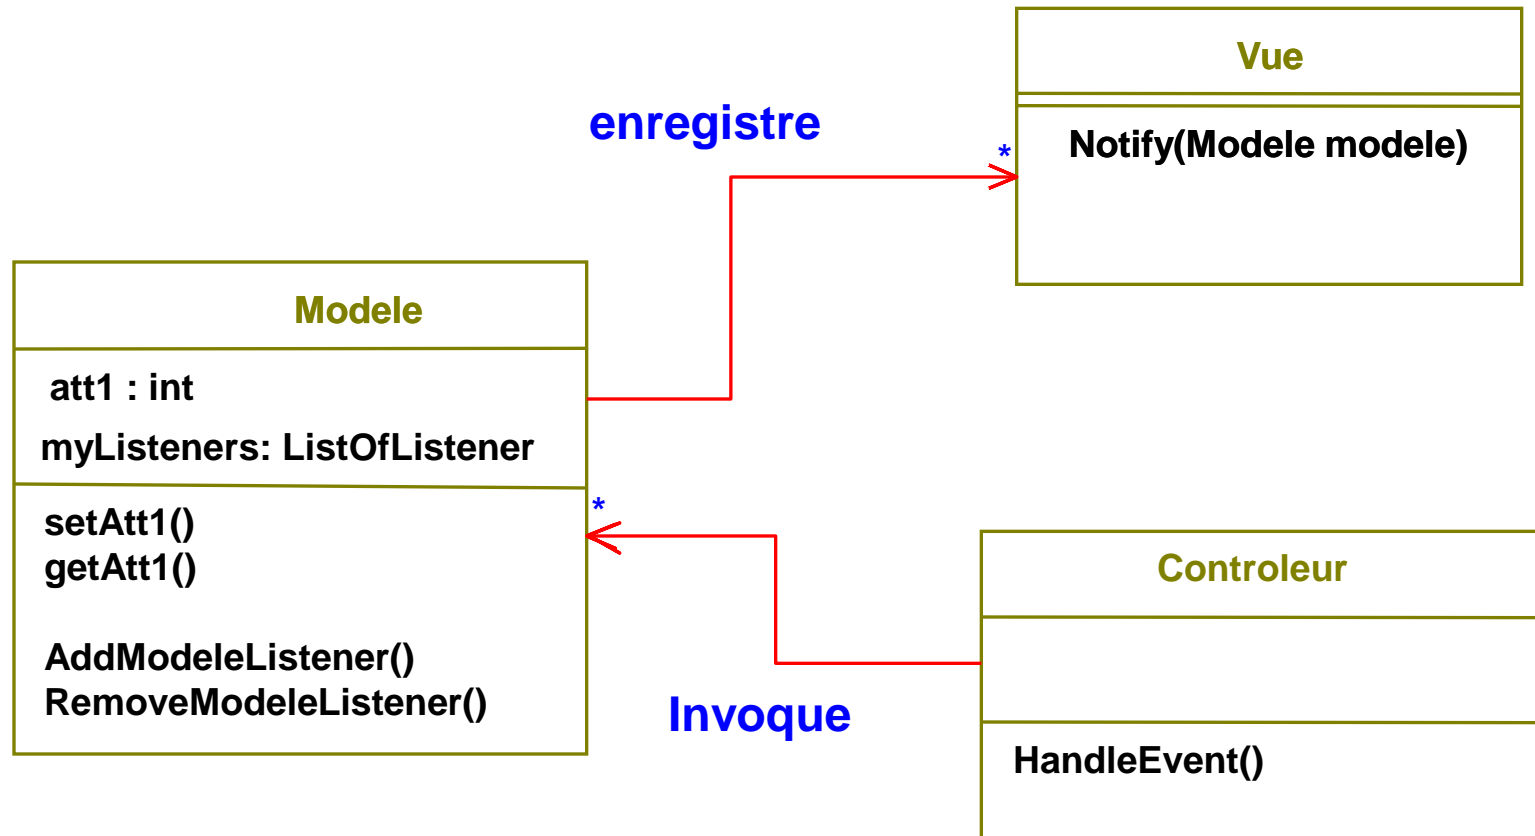 Vue
Notify(Modele modele)
enregistre
*
Modele
att1 : int
myListeners: ListOfListener
setAtt1()
getAtt1()
AddModeleListener()
RemoveModeleListener()
*
Invoque
Controleur
HandleEvent()